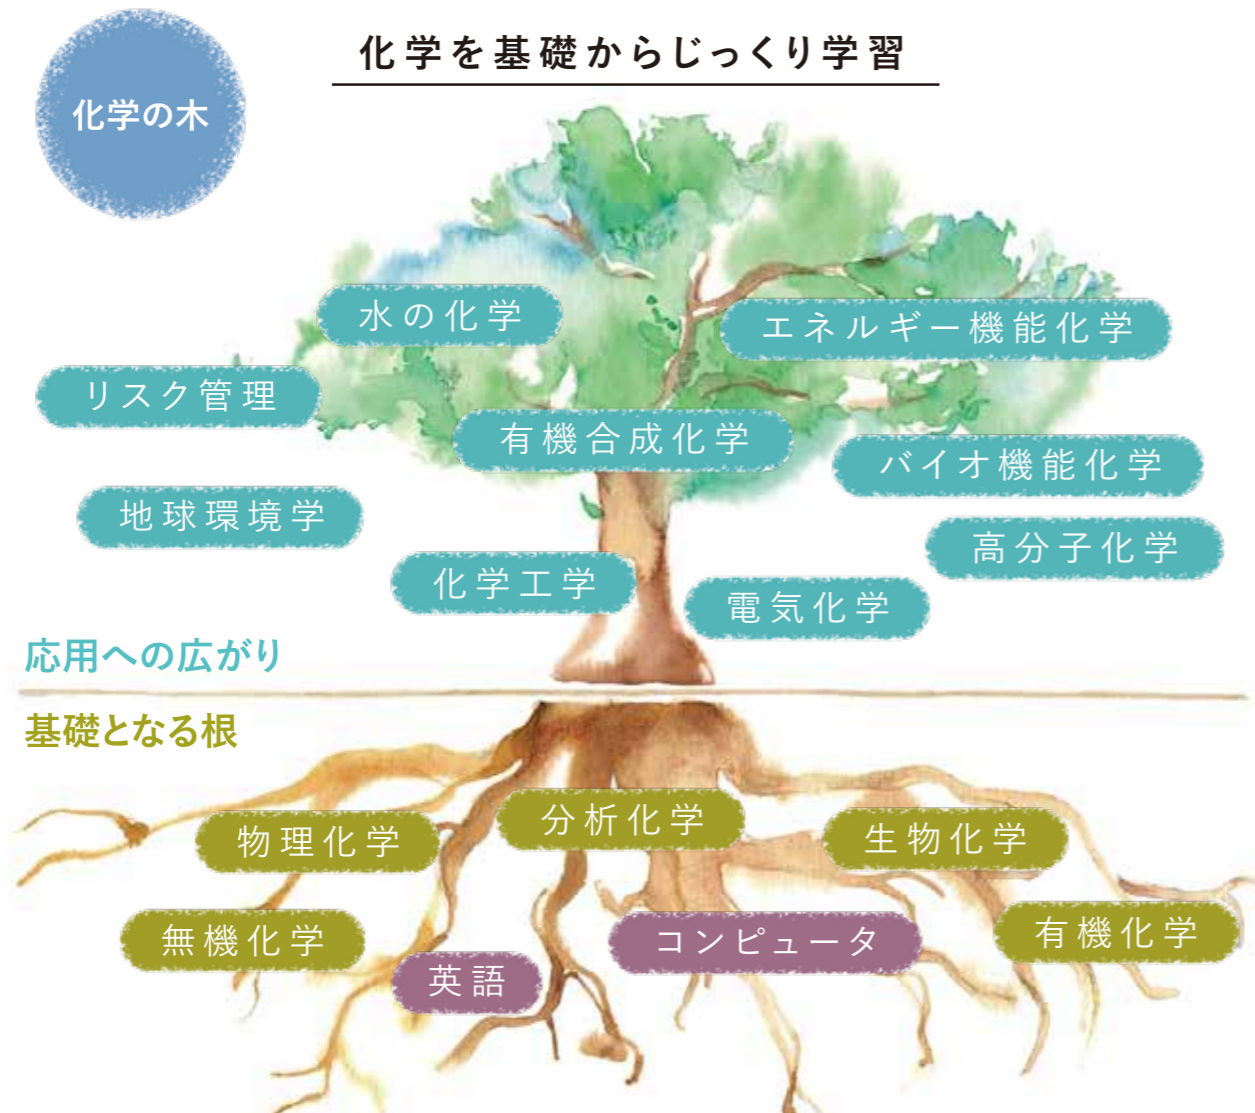 化学の木
化学を基礎からじっくり学習
水の化学
エネルギー機能化学
リスク管理
有機合成化学
バイオ機能化学
地球環境学
高分子化学
化学工学
電気化学
応用への広がり
基礎となる根
物理化学
分析化学
生物化学
無機化学
英語
コンピュータ
有機化学